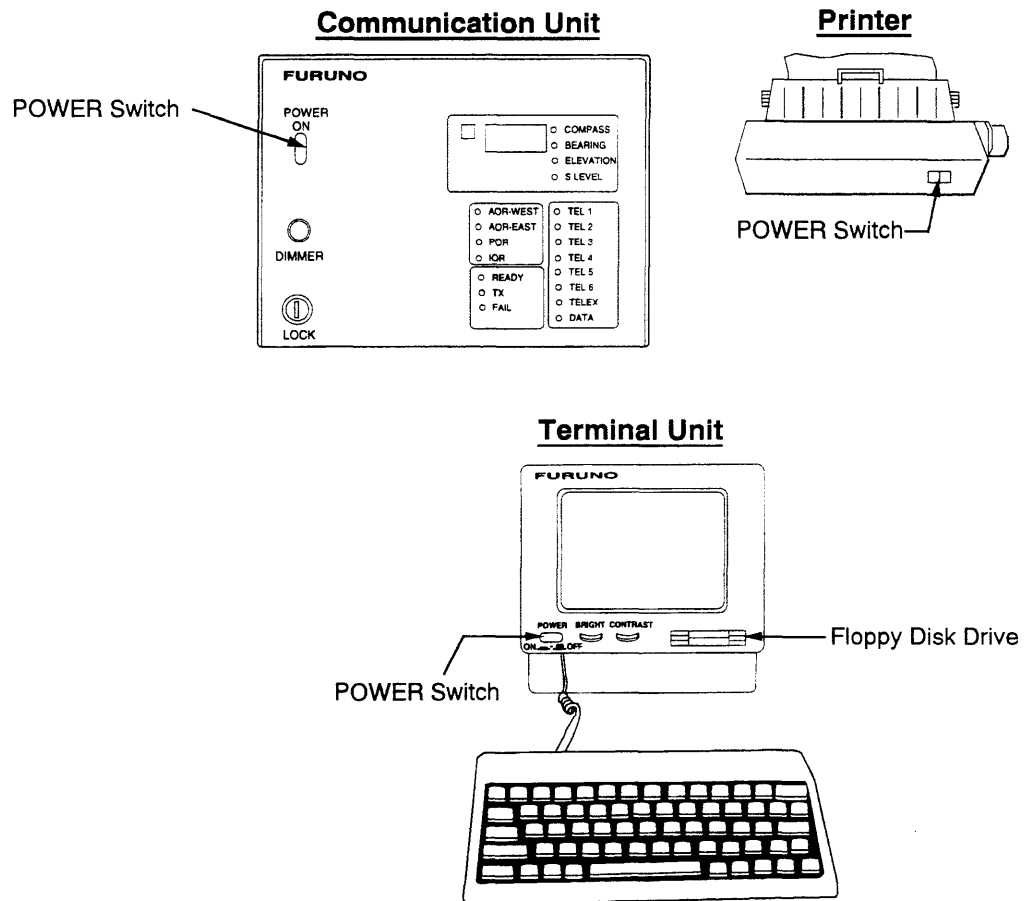 Communication Unit
Printer
FURUNO
POWER Switch
POWER
ON
COMPASS
BEARING
ELEVATION
S LEVEL
AOR-WEST
AOR-EAST
POR
IOR
READY
TX
FAIL
TEL 1
TEL 2
TEL 3
TEL 4
TEL 5
TEL 6
TELEX
DATA
DIMMER
LOCK
POWER Switch
Terminal Unit
FURUNO
POWER BRIGHT CONTRAST
ON OFF
Floppy Disk Drive
POWER Switch